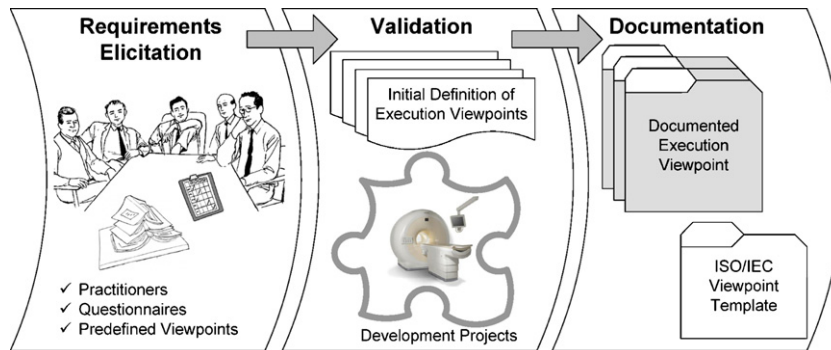 Requirements
Elicitation
✓ Practitioners
✓ Questionnaires
✓ Predefined Viewpoints
Validation
Initial Definition of
Execution Viewpoints
Development Projects
Documentation
Documented
Execution
Viewpoint
ISO/IEC
Viewpoint
Template